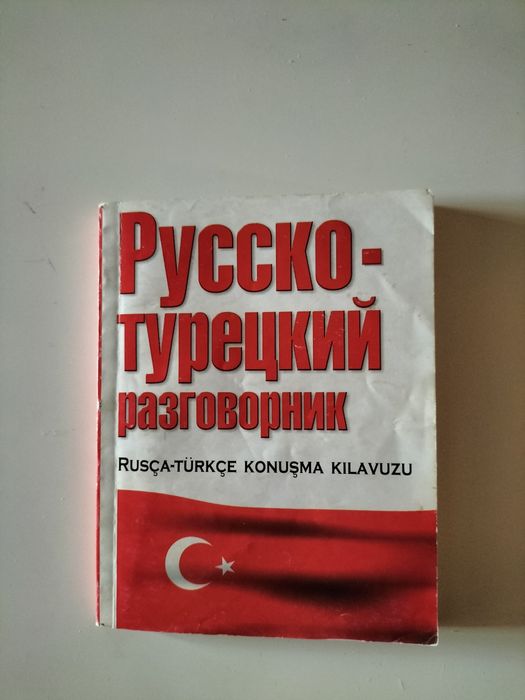 Русско-
турецкий
разговорник
RUSÇA-TÜRKÇE KONUŞMA KILAVUZU